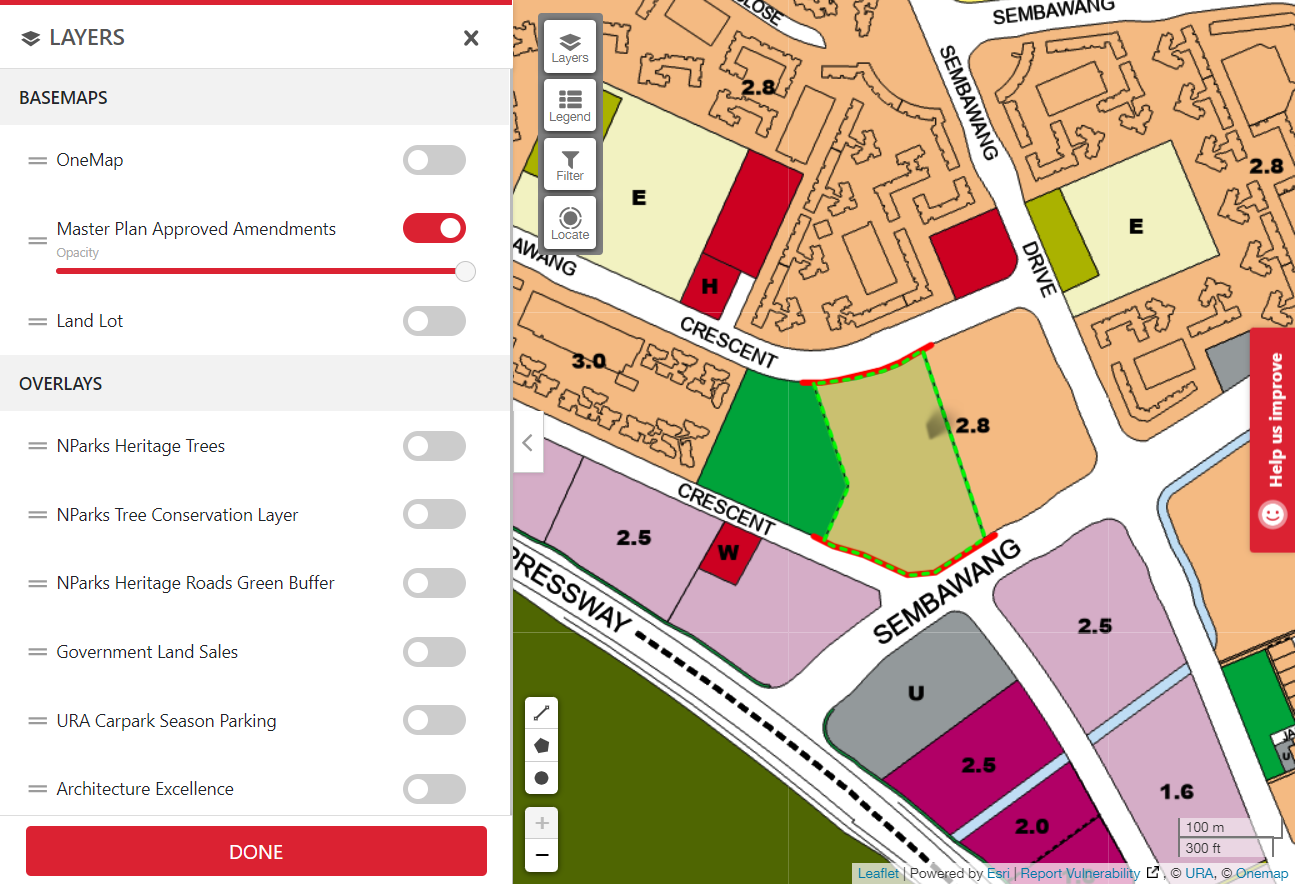 LAYERS
BASEMAPS
OneMap
Master Plan Approved Amendments
Opacity
Land Lot
OVERLAYS
NParks Heritage Trees
NParks Tree Conservation Layer
NParks Heritage Roads Green Buffer
Government Land Sales
URA Carpark Season Parking
Architecture Excellence
DONE
Layers
Legend
Filter
Locate
CLOSE
SEMBAWANG
SEMBAWANG
DRIVE
2.8
2.8
E
E
H
AWANG
CRESCENT
3.0
2.8
CRESCENT
2.5
W
PRESSWAY
SEMBAWANG
2.5
U
2.5
2.0
1.6
JA
U
Help us improve
100 m
300 ft
Leaflet | Powered by Esri | Report Vulnerability , © URA, © Onemap